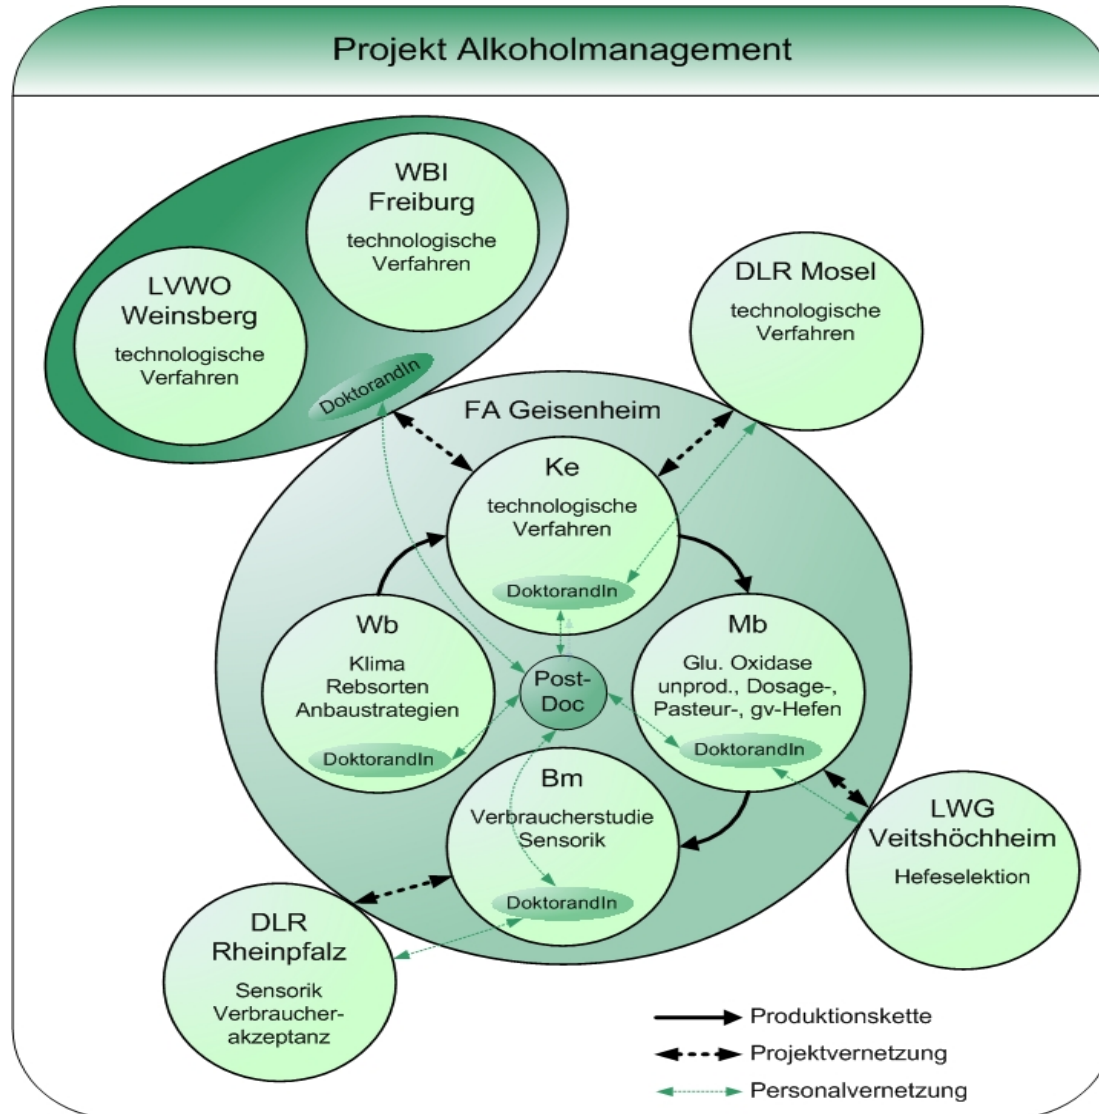 Projekt Alkoholmanagement
WBI
Freiburg
technologische
Verfahren
LVWO
Weinsberg
technologische
Verfahren
DoktorandIn
DLR Mosel
technologische
Verfahren
FA Geisenheim
Ke
technologische
Verfahren
DoktorandIn
Wb
Klima
Rebsorten
Anbaustrategien
DoktorandIn
Post-
Doc
Mb
Glu. Oxidase
unprod., Dosage-,
Pasteur-, gv-Hefen
DoktorandIn
Bm
Verbraucherstudie
Sensorik
DoktorandIn
LWG
Veitshöchheim
Hefeselektion
DLR
Rheinpfalz
Sensorik
Verbraucher-
akzeptanz
Produktionskette
Projektvernetzung
Personalvernetzung